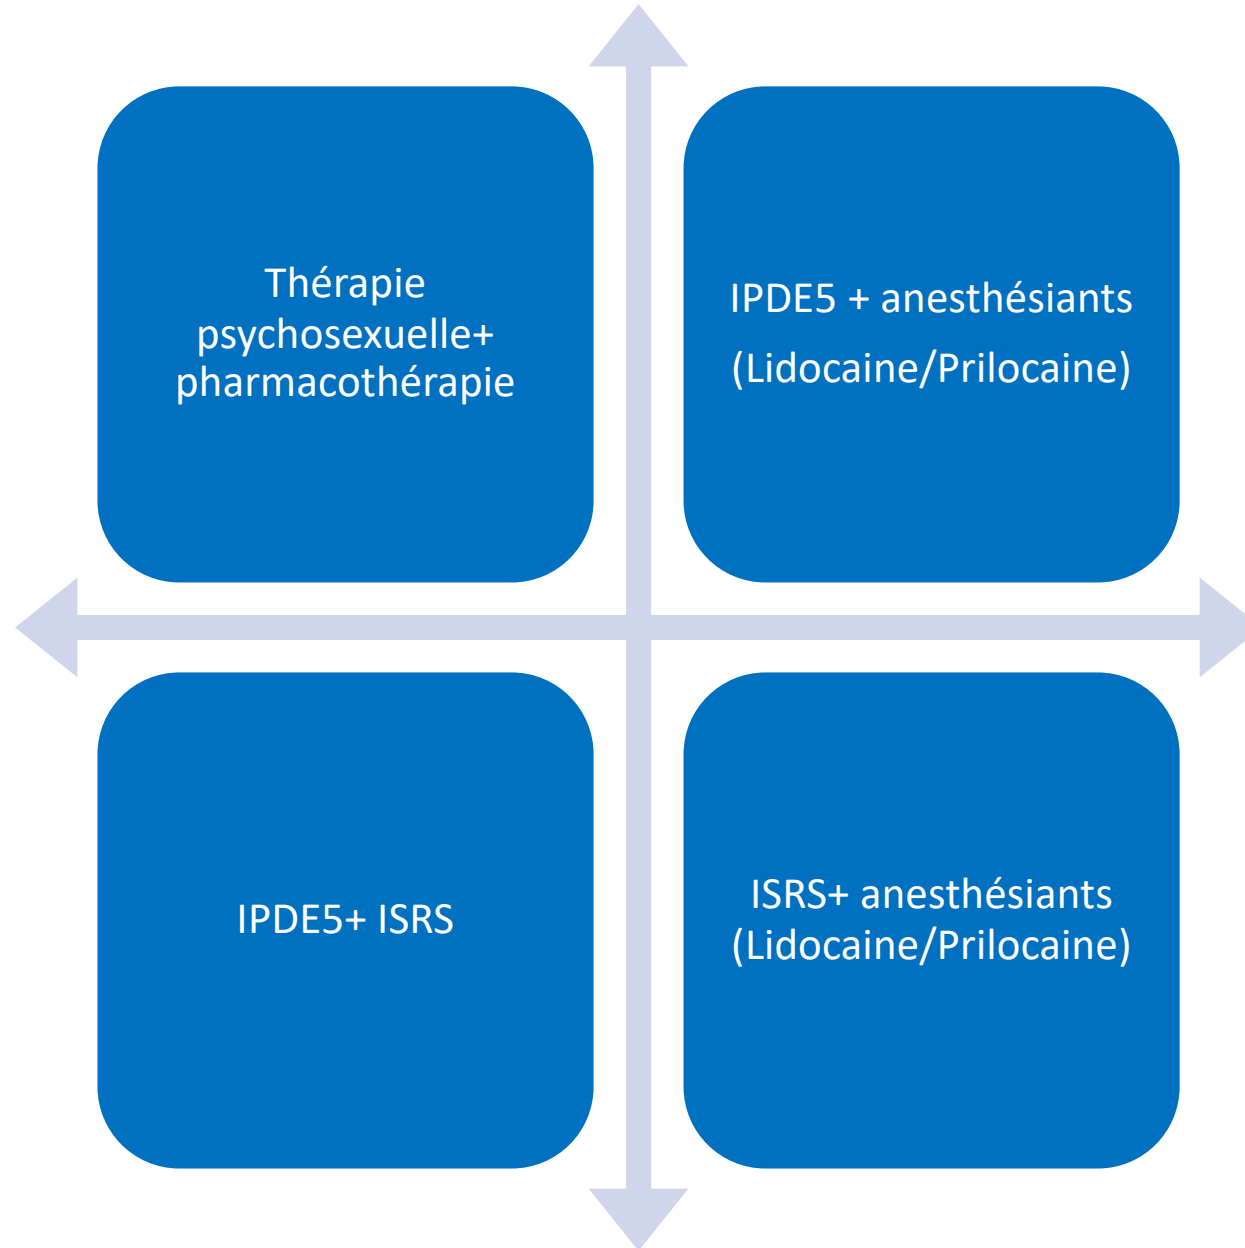 Thérapie
psychosexuelle+
pharmacothérapie
IPDE5 + anesthésiants
(Lidocaine/Prilocaine)
IPDE5+ ISRS
ISRS+ anesthésiants
(Lidocaine/Prilocaine)